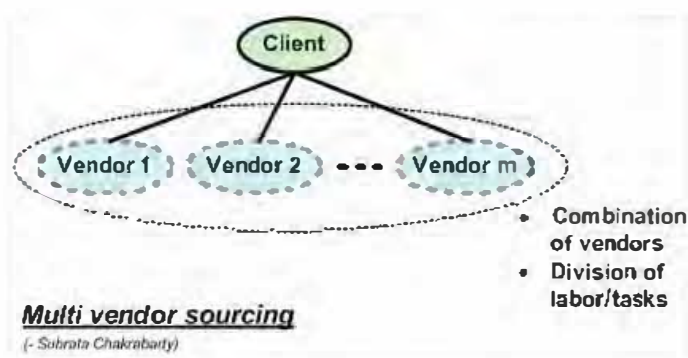 Client
Vendor 1 Vendor 2 Vendor m
• Combination
of vendors
• Division of
labor/tasks
Multi vendor sourcing
(- Subrata Chakrabarty)